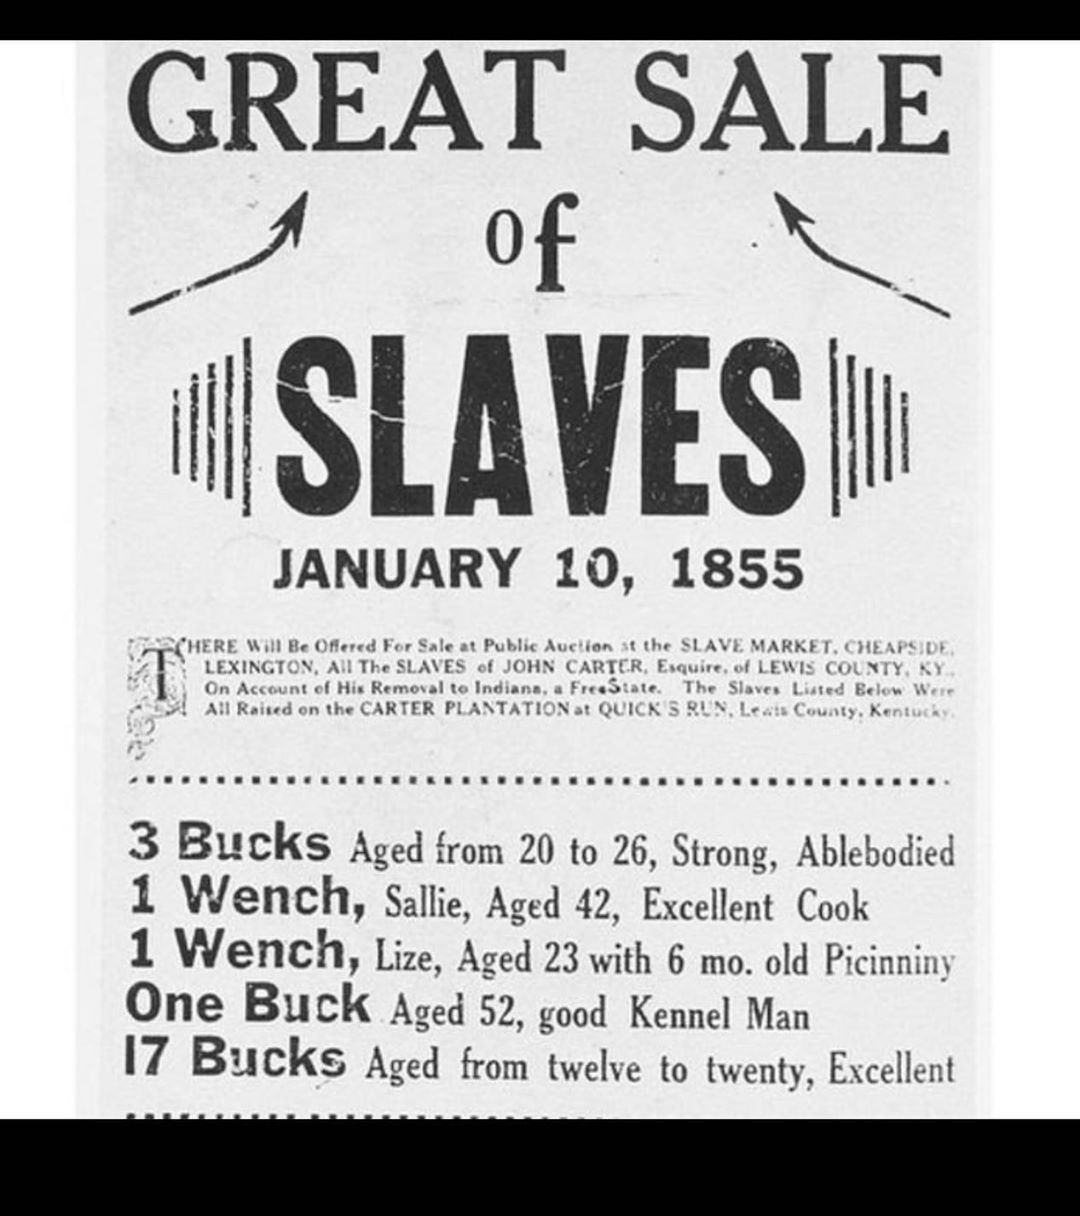 GREAT SALE
of
SLAVES
JANUARY 10, 1855
THERE Will Be Offered For Sale at Public Auction at the SLAVE MARKET, CHEAPSIDE,
LEXINGTON, All The SLAVES of JOHN CARTER, Esquire, of LEWIS COUNTY, KY.,
On Account of His Removal to Indiana, a Free State. The Slaves Listed Below Were
All Raised on the CARTER PLANTATION at QUICK'S RUN, Lewis County, Kentucky.
3 Bucks Aged from 20 to 26, Strong, Ablebodied
1 Wench, Sallie, Aged 42, Excellent Cook
1 Wench, Lize, Aged 23 with 6 mo. old Picinniny
One Buck Aged 52, good Kennel Man
17 Bucks Aged from twelve to twenty, Excellent